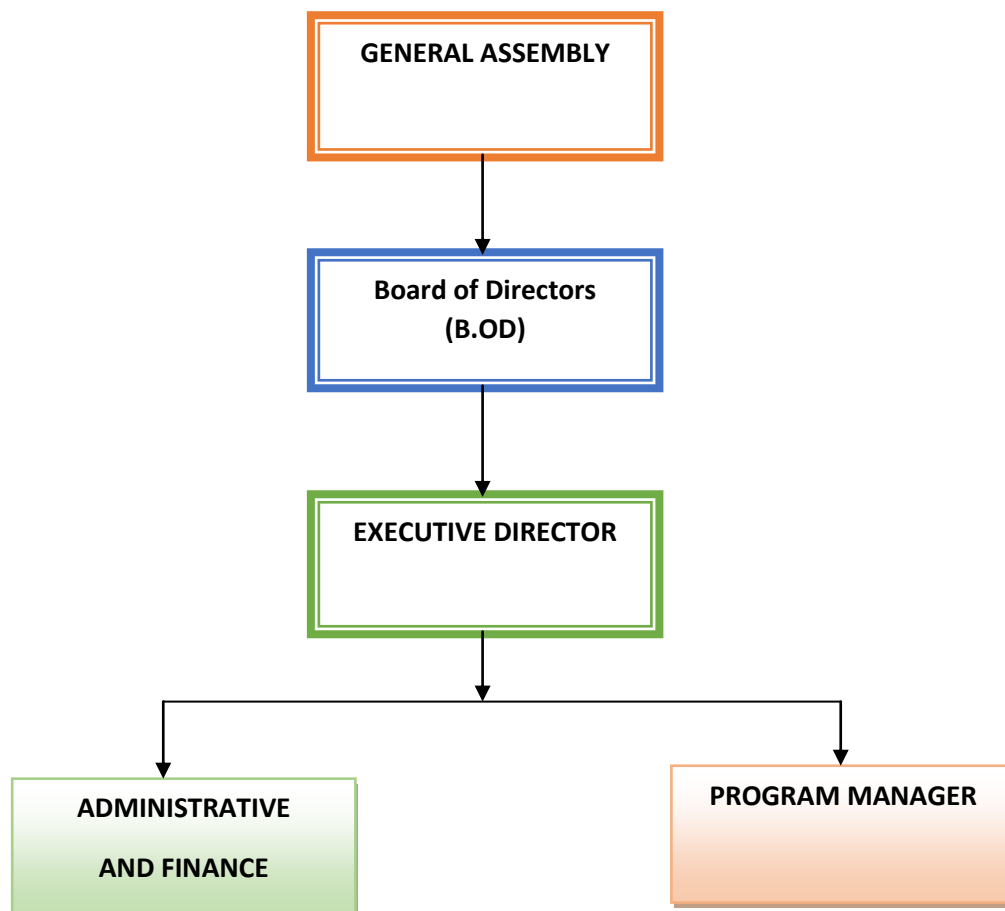 GENERAL ASSEMBLY
Board of Directors
(B.OD)
EXECUTIVE DIRECTOR
ADMINISTRATIVE
AND FINANCE
PROGRAM MANAGER